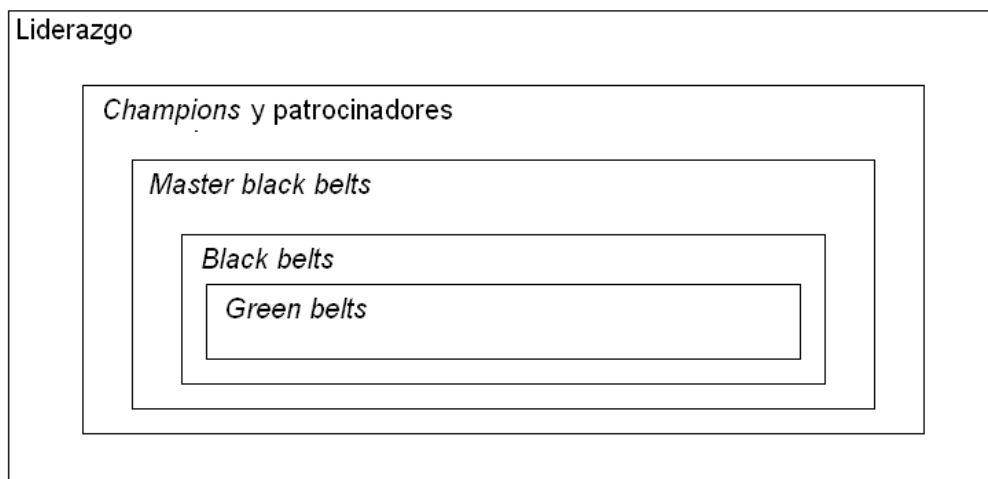 Liderazgo
Champions y patrocinadores
Master black belts
Black belts
Green belts